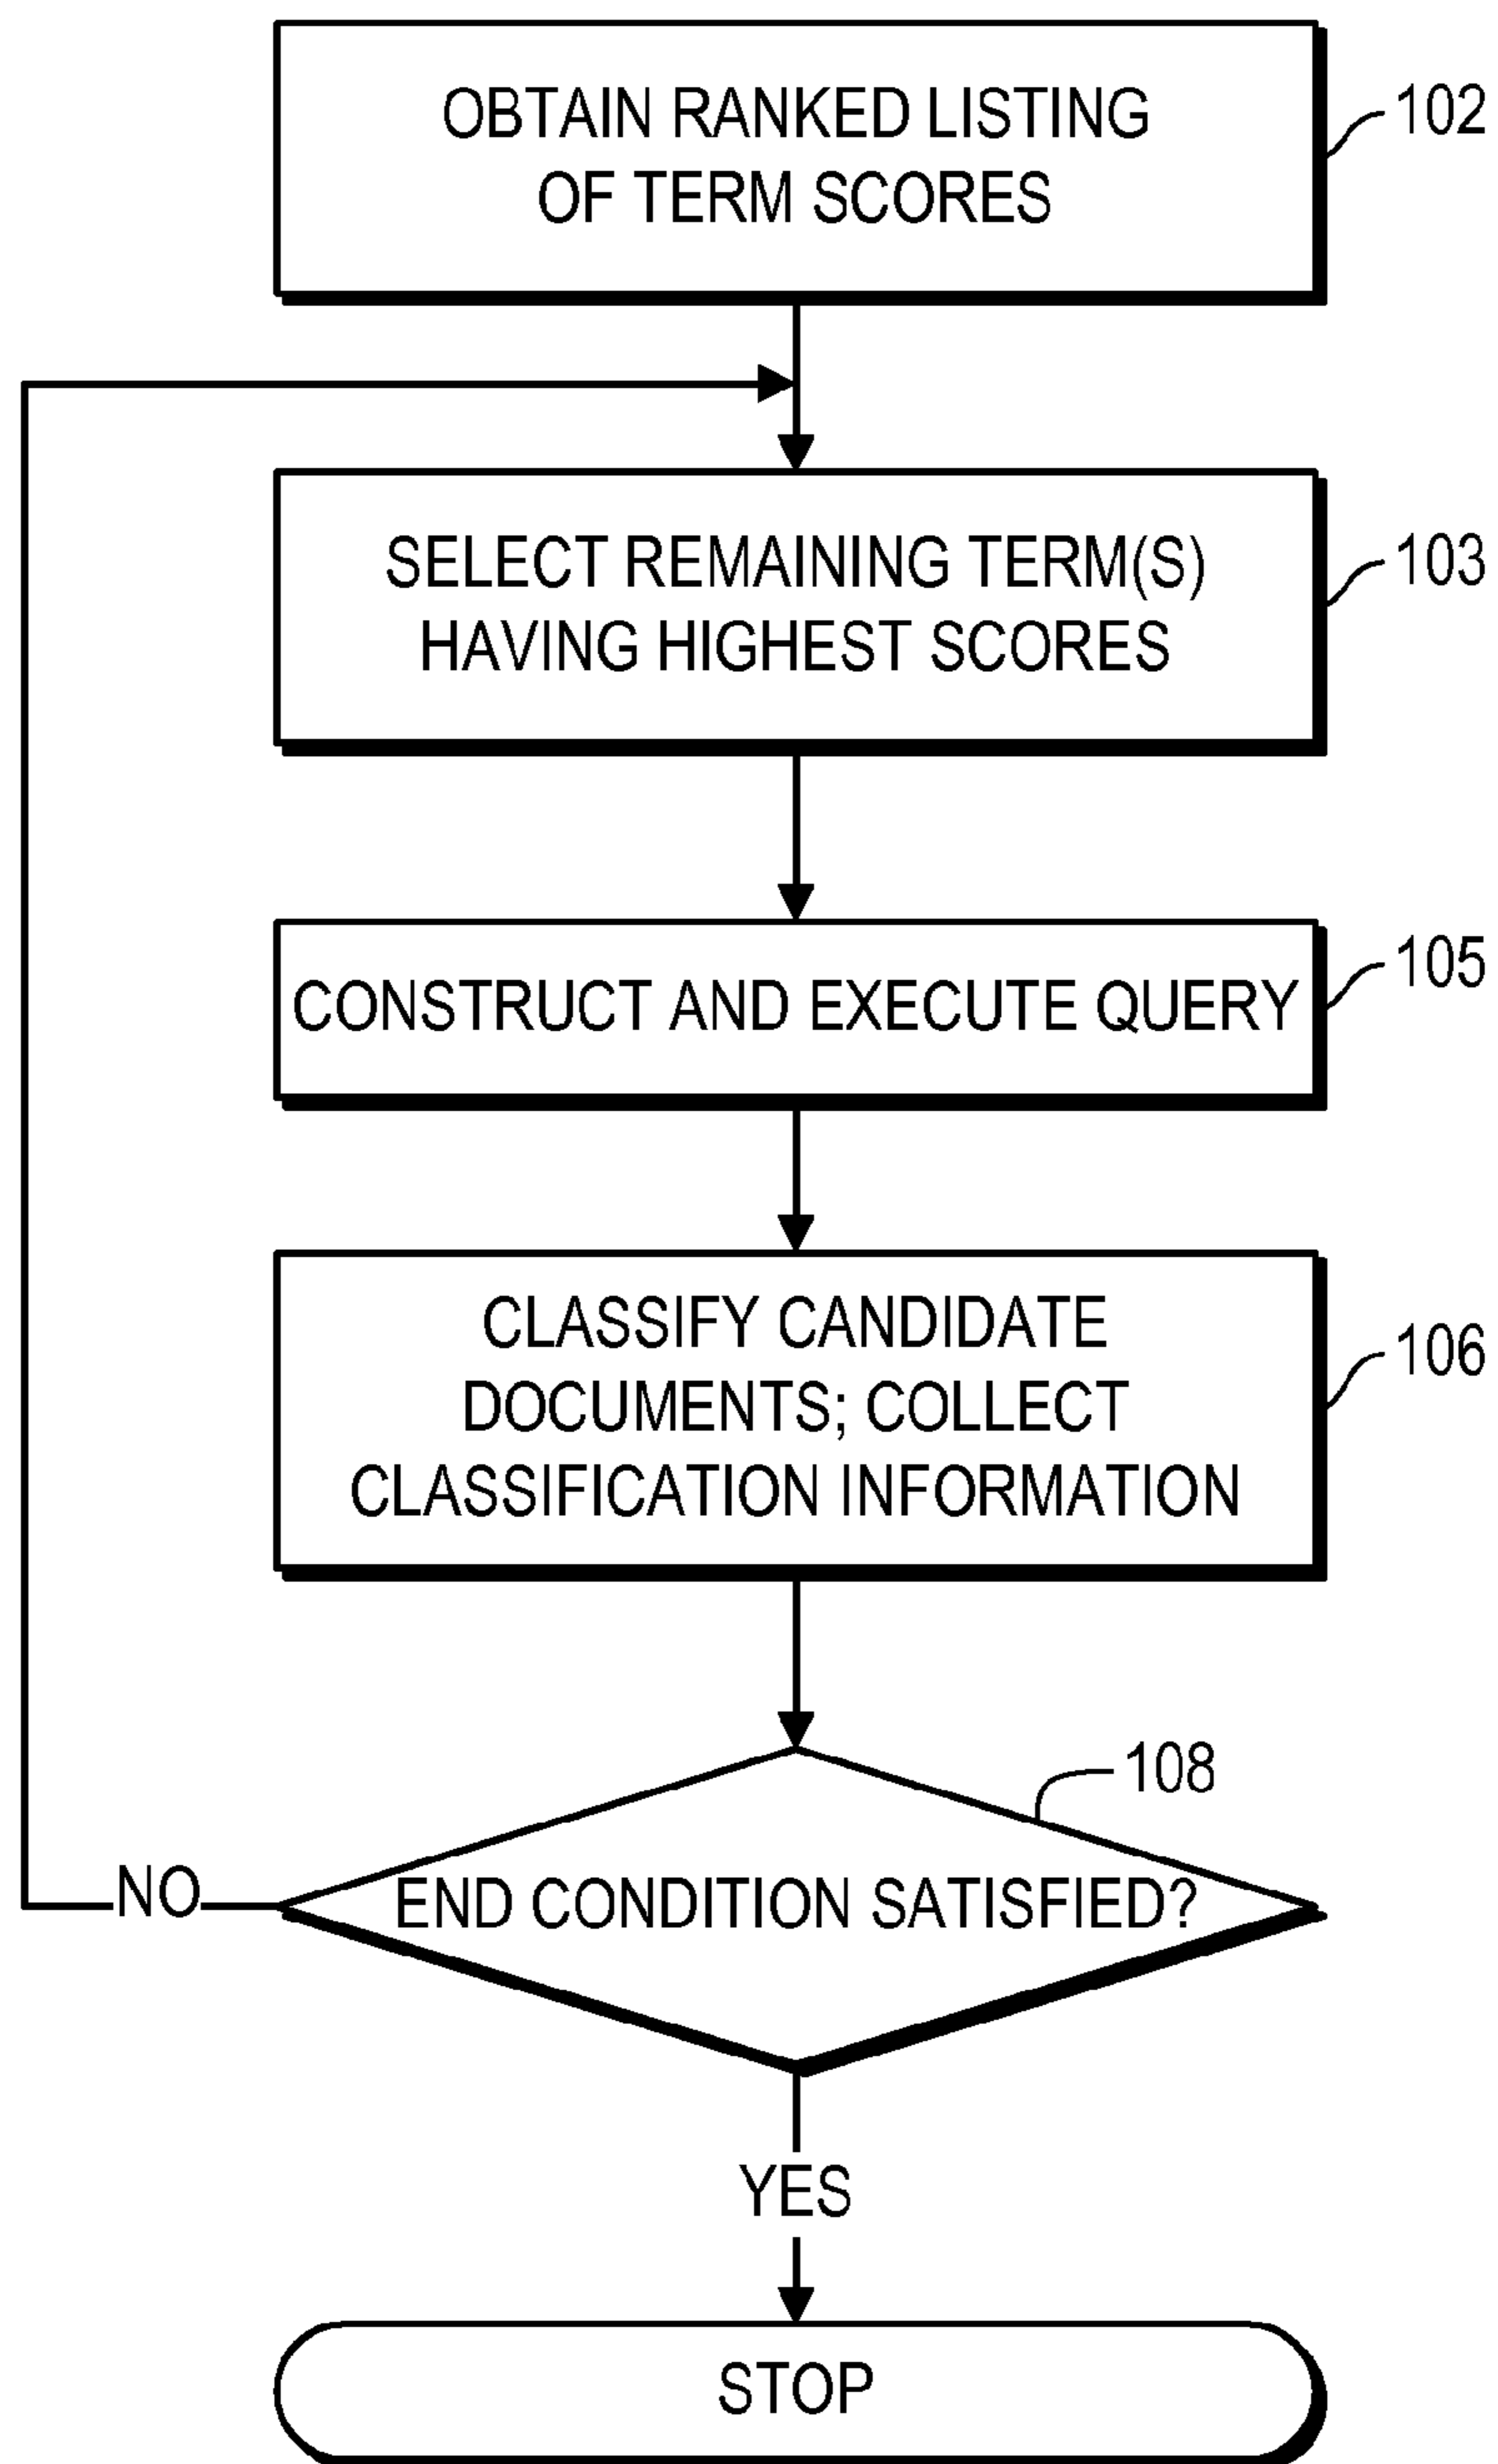 OBTAIN RANKED LISTING
OF TERM SCORES
102
SELECT REMAINING TERM(S)
HAVING HIGHEST SCORES
103
CONSTRUCT AND EXECUTE QUERY
105
CLASSIFY CANDIDATE
DOCUMENTS; COLLECT
CLASSIFICATION INFORMATION
106
108
NO
END CONDITION SATISFIED?
YES
STOP